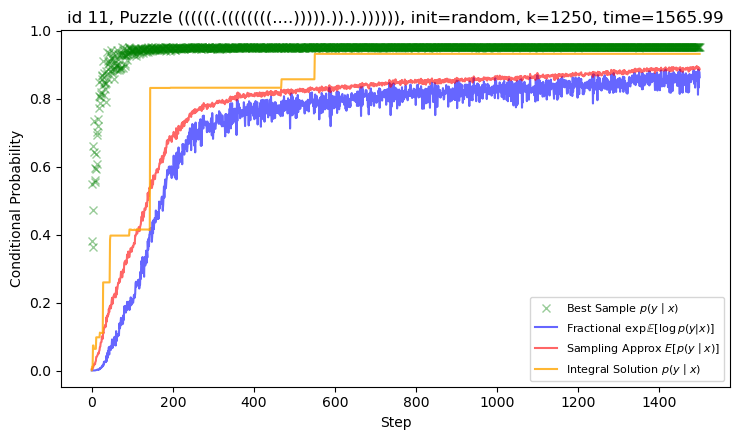 id 11, Puzzle ((((((.((((((((....))))).)).).)))))), init=random, k=1250, time=1565.99
Conditional Probability
1.0
0.8
0.6
0.4
0.2
0.0
0
200
400
600
800
1000
1200
1400
Step
Best Sample p(y | x)
Fractional exp𝔼[log p(y|x)]
Sampling Approx E[p(y | x)]
Integral Solution p(y | x)